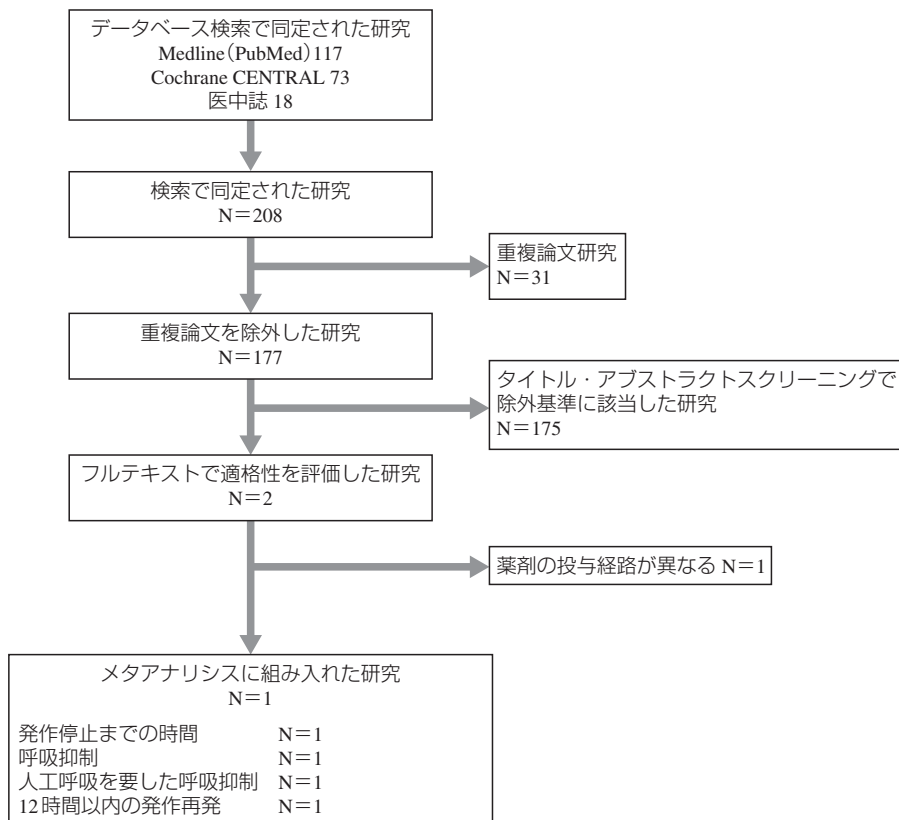 データベース検索で同定された研究
Medline(PubMed)117
Cochrane CENTRAL 73
医中誌 18
検索で同定された研究
N=208
重複論文研究
N=31
重複論文を除外した研究
N=177
タイトル・アブストラクトスクリーニングで
除外基準に該当した研究
N=175
フルテキストで適格性を評価した研究
N=2
薬剤の投与経路が異なる N=1
メタアナリシスに組み入れた研究
N=1
発作停止までの時間 N=1
呼吸抑制 N=1
人工呼吸を要した呼吸抑制 N=1
12時間以内の発作再発 N=1